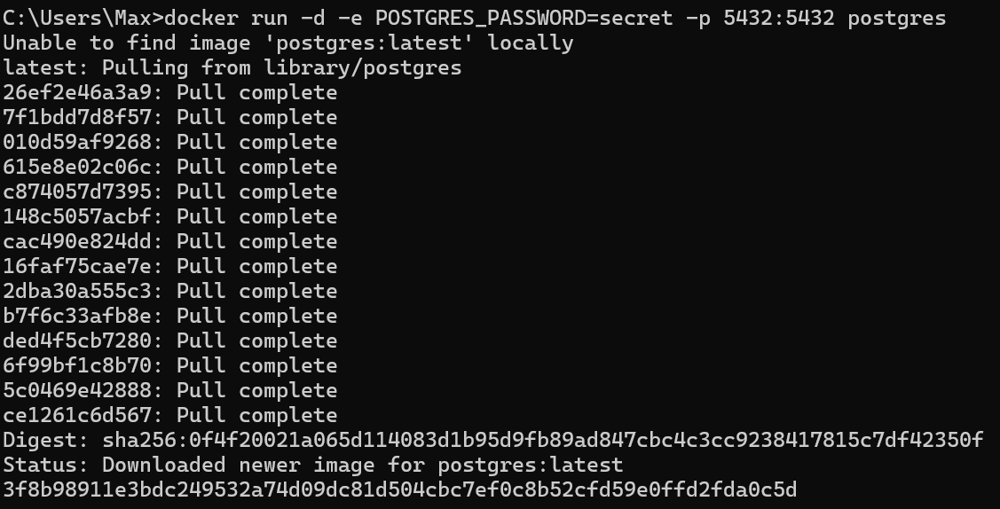 C:\Users\Max>docker run -d -e POSTGRES_PASSWORD=secret -p 5432:5432 postgres
Unable to find image 'postgres:latest' locally
latest: Pulling from library/postgres
26ef2e46a3a9: Pull complete
7f1bdd7d8f57: Pull complete
010d59af9268: Pull complete
615e8e02c06c: Pull complete
c874057d7395: Pull complete
148c5057acbf: Pull complete
cac490e824dd: Pull complete
16faf75cae7e: Pull complete
2dba30a555c3: Pull complete
b7f6c33afb8e: Pull complete
ded4f5cb7280: Pull complete
6f99bf1c8b70: Pull complete
5c0469e42888: Pull complete
ce1261c6d567: Pull complete
Digest: sha256:0f4f20021a065d114083d1b95d9fb89ad847cbc4c3cc9238417815c7df42350f
Status: Downloaded newer image for postgres:latest
3f8b98911e3bdc249532a74d09dc81d504cbc7ef0c8b52cfd59e0ffd2fda0c5d